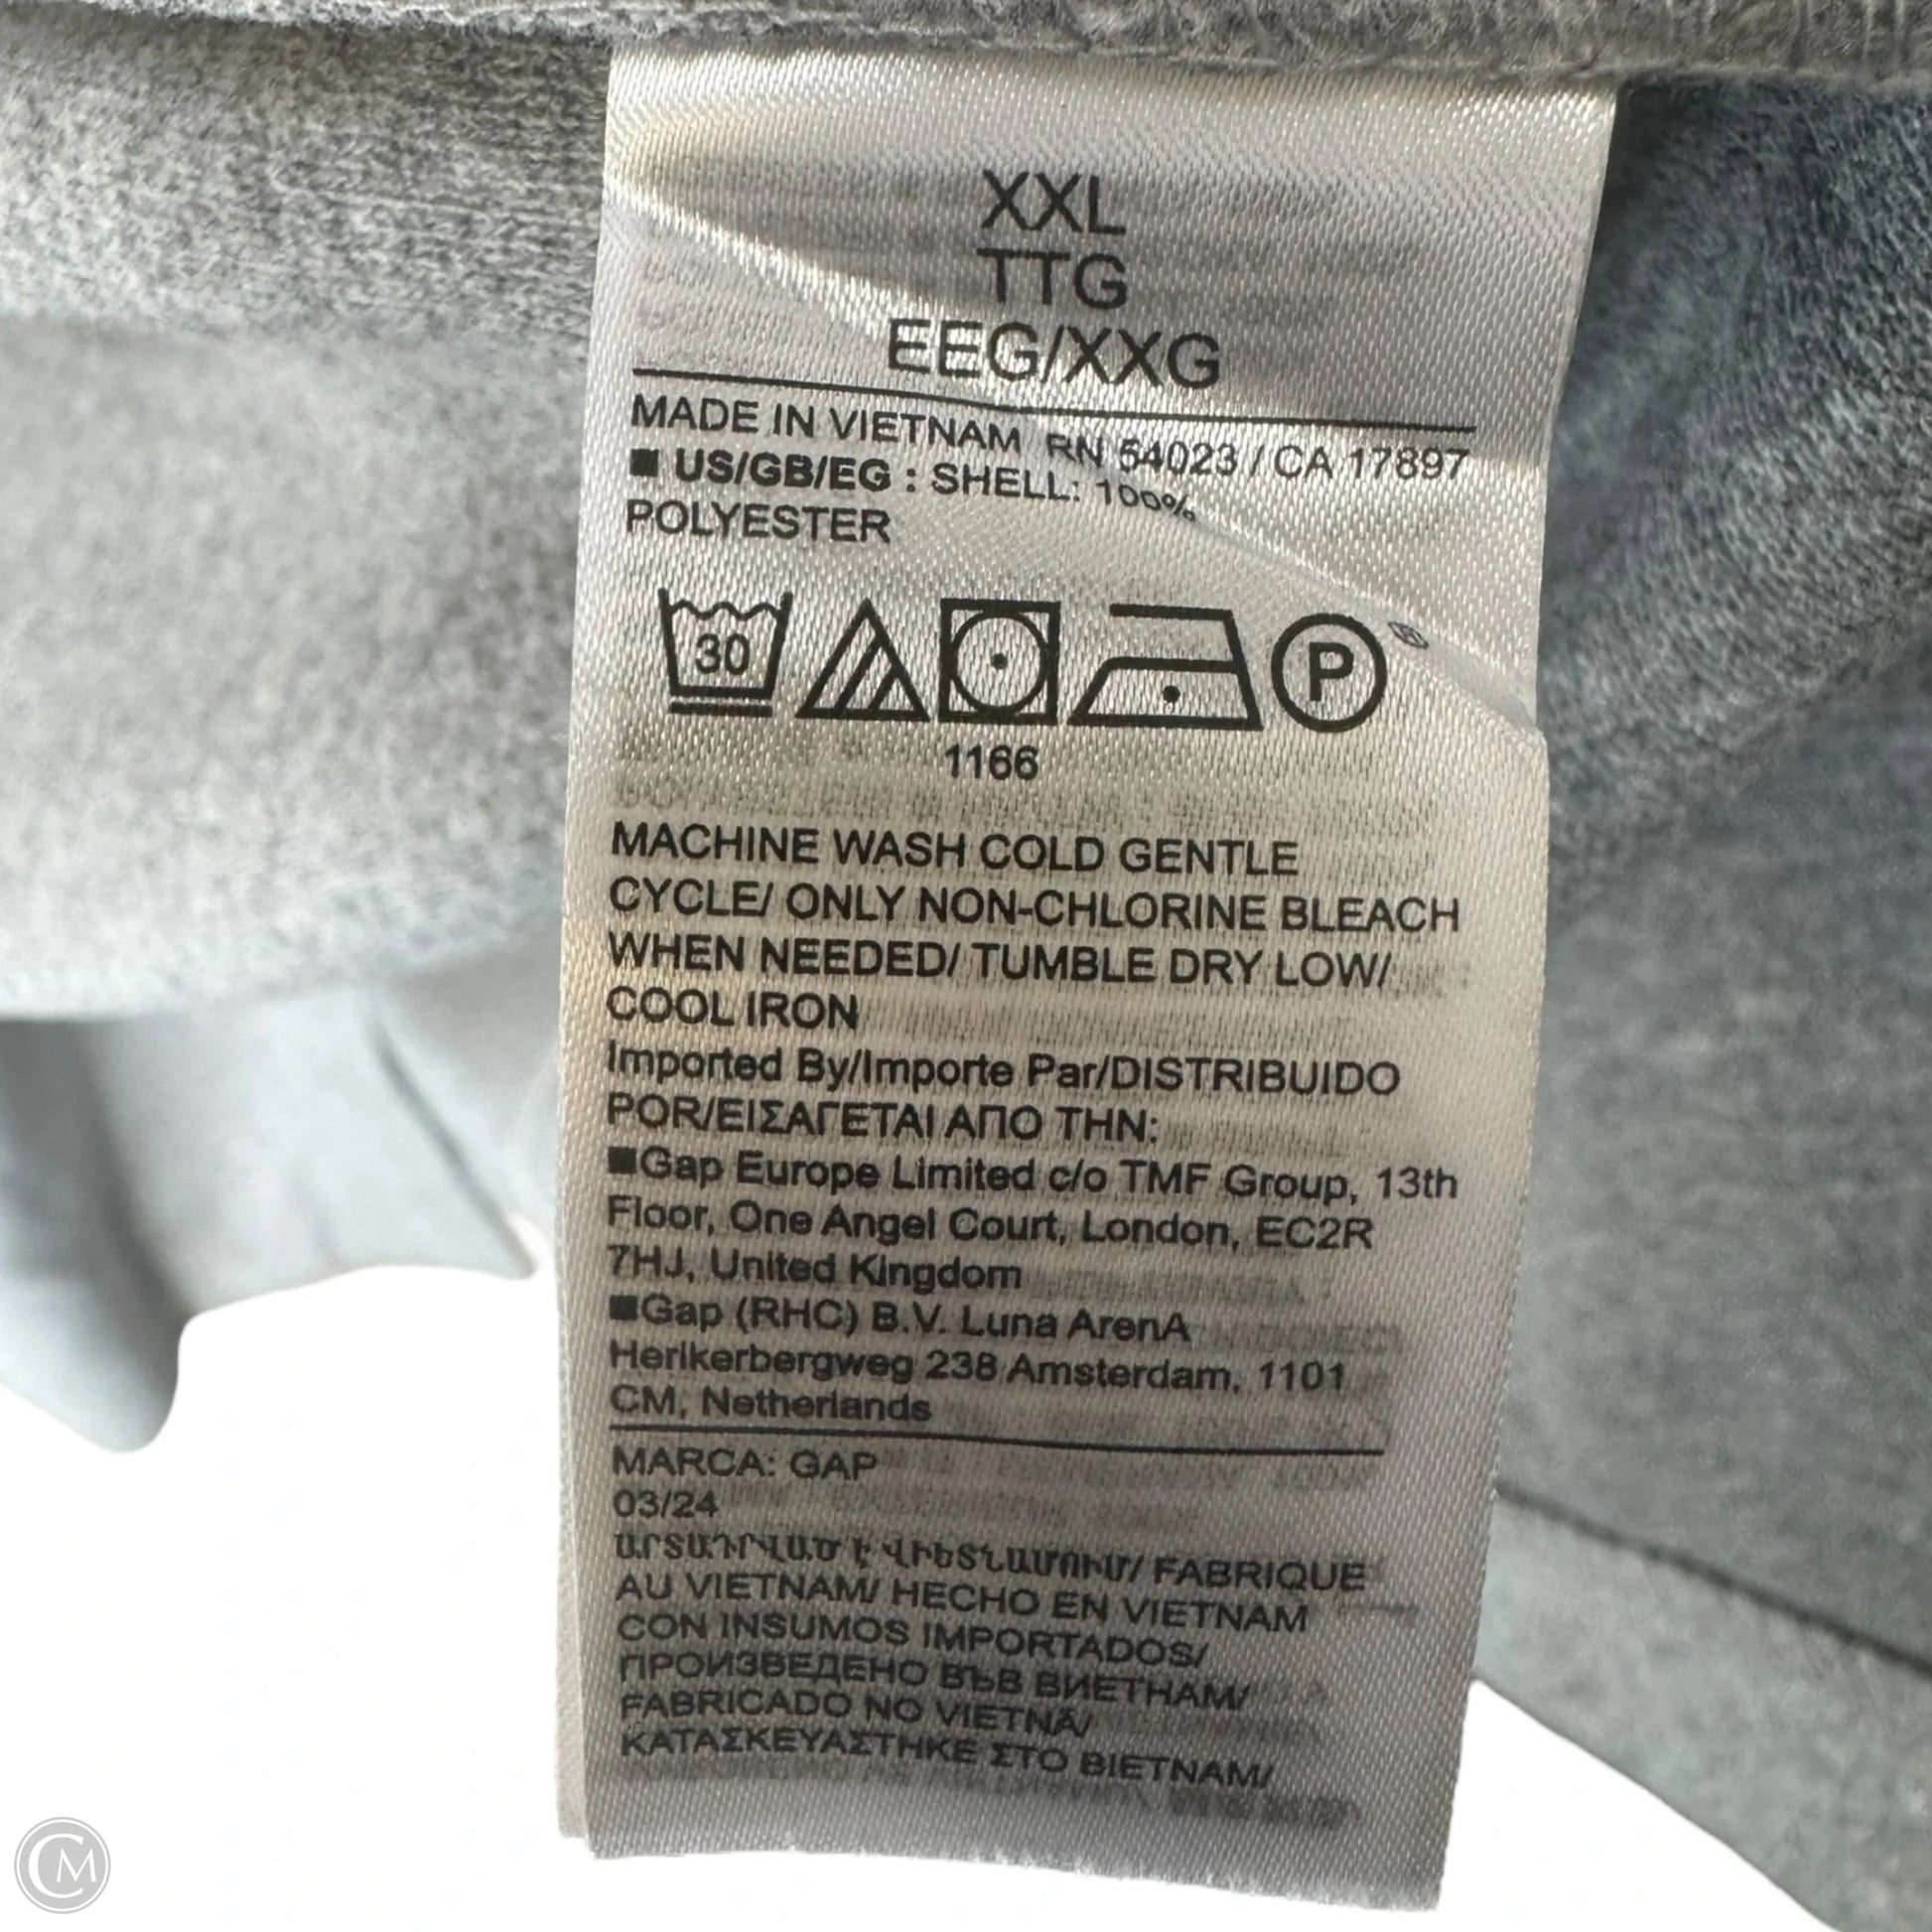 XXL
TTG
EEG/XXG
MADE IN VIETNAM RN 54023 / CA 17897
■ US/GB/EG : SHELL: 100%
POLYESTER
30
P®
1166
MACHINE WASH COLD GENTLE
CYCLE/ ONLY NON-CHLORINE BLEACH
WHEN NEEDED/ TUMBLE DRY LOW/
COOL IRON
Imported By/Importe Par/DISTRIBUIDO
POR/ΕΙΣΑΓΕΤΑΙ ΑΠΟ ΤΗΝ:
■Gap Europe Limited c/o TMF Group, 13th
Floor, One Angel Court, London, EC2R
7HJ, United Kingdom
■Gap (RHC) B.V. Luna ArenA
Herikerbergweg 238 Amsterdam, 1101
CM, Netherlands
MARCA: GAP
03/24
ԱՐՏԱԴՐՎԱԾ Է ՎԻԵՏՆԱՄՈՒՄ/ FABRIQUE
AU VIETNAM/ HECHO EN VIETNAM
CON INSUMOS IMPORTADOS/
ПРОИЗВЕДЕНО ВЪВ ВИЕТНАМ/
FABRICADO NO VIETNÃ/
ΚΑΤΑΣΚΕΥΑΣΤΗΚΕ ΣΤΟ ΒΙΕΤΝΑΜ/
CM